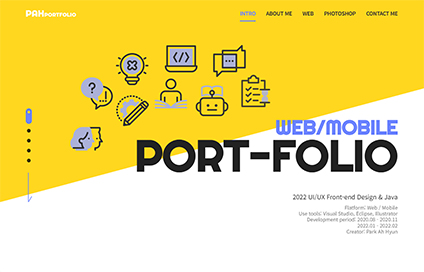 PAHPORTFOLIO
INTRO ABOUT ME WEB PHOTOSHOP CONTACT ME
WEB/MOBILE
PORT-FOLIO
2022 UI/UX Front-end Design & Java
Platform: Web / Mobile
Use tools: Visual Studio, Eclipse, Illustrator
Development period: 2020.08 - 2020.11
2022.01 - 2022.02
Creator: Park Ah Hyun